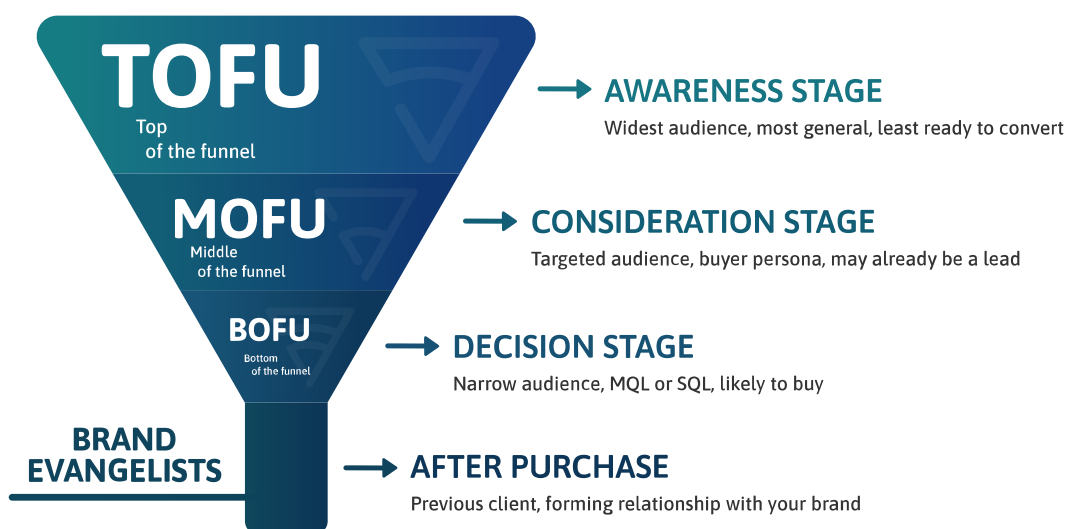 TOFU
Top
of the funnel
AWARENESS STAGE
Widest audience, most general, least ready to convert
MOFU
Middle
of the funnel
CONSIDERATION STAGE
Targeted audience, buyer persona, may already be a lead
BOFU
Bottom
of the funnel
DECISION STAGE
Narrow audience, MQL or SQL, likely to buy
BRAND
EVANGELISTS
AFTER PURCHASE
Previous client, forming relationship with your brand